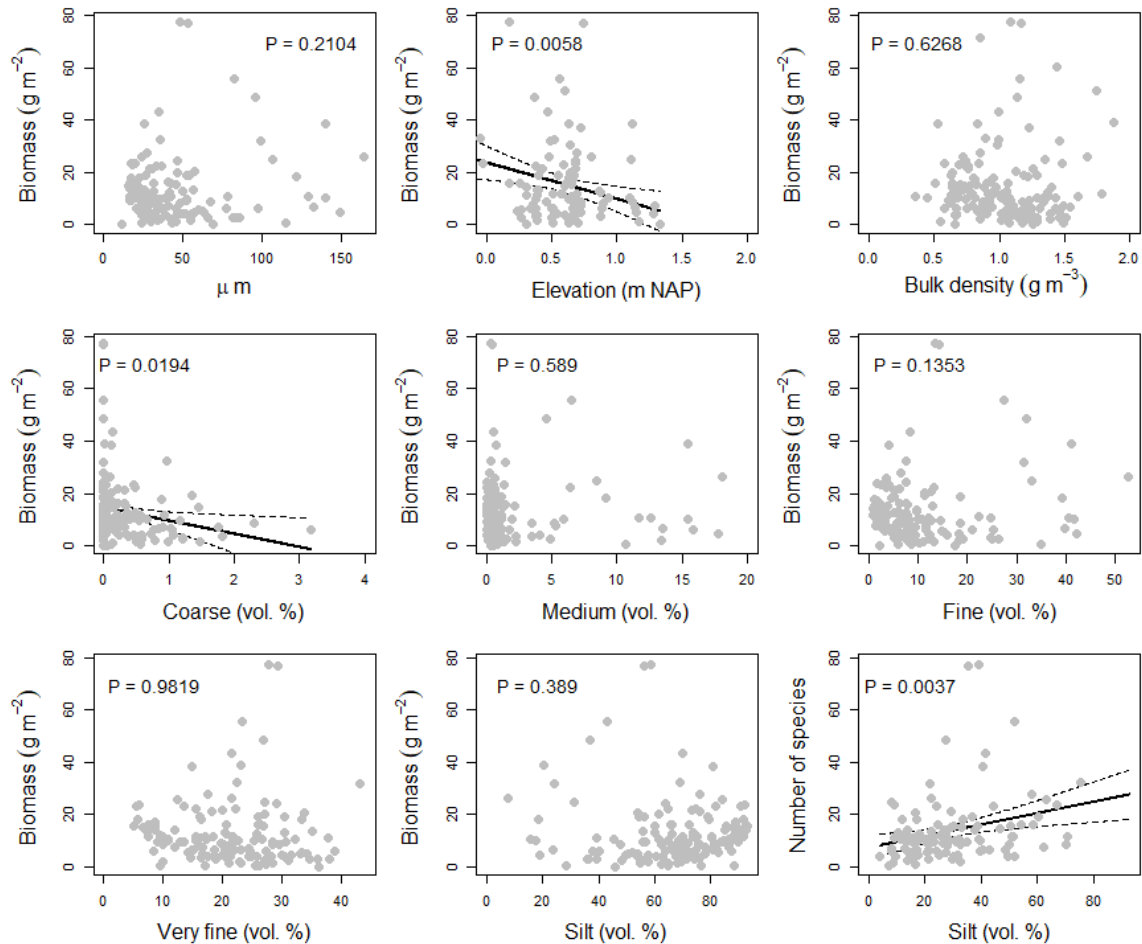 Biomass (g m⁻²)
0 20 40 60 80
P = 0.2104
0 50 100 150
μ m
Biomass (g m⁻²)
0 20 40 60 80
P = 0.0058
0.0 0.5 1.0 1.5 2.0
Elevation (m NAP)
Biomass (g m⁻²)
0 20 40 60 80
P = 0.6268
0.0 0.5 1.0 1.5 2.0
Bulk density (g m⁻³)
Biomass (g m⁻²)
0 20 40 60 80
P = 0.0194
0 1 2 3 4
Coarse (vol. %)
Biomass (g m⁻²)
0 20 40 60 80
P = 0.589
0 5 10 15 20
Medium (vol. %)
Biomass (g m⁻²)
0 20 40 60 80
P = 0.1353
0 10 20 30 40 50
Fine (vol. %)
Biomass (g m⁻²)
0 20 40 60 80
P = 0.9819
0 10 20 30 40
Very fine (vol. %)
Biomass (g m⁻²)
0 20 40 60 80
P = 0.389
0 20 40 60 80
Silt (vol. %)
Number of species
0 20 40 60 80
P = 0.0037
0 20 40 60 80
Silt (vol. %)